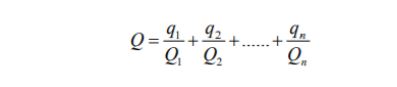 Q = q₁/Q₁ + q₂/Q₂ + ...... + qₙ/Qₙ